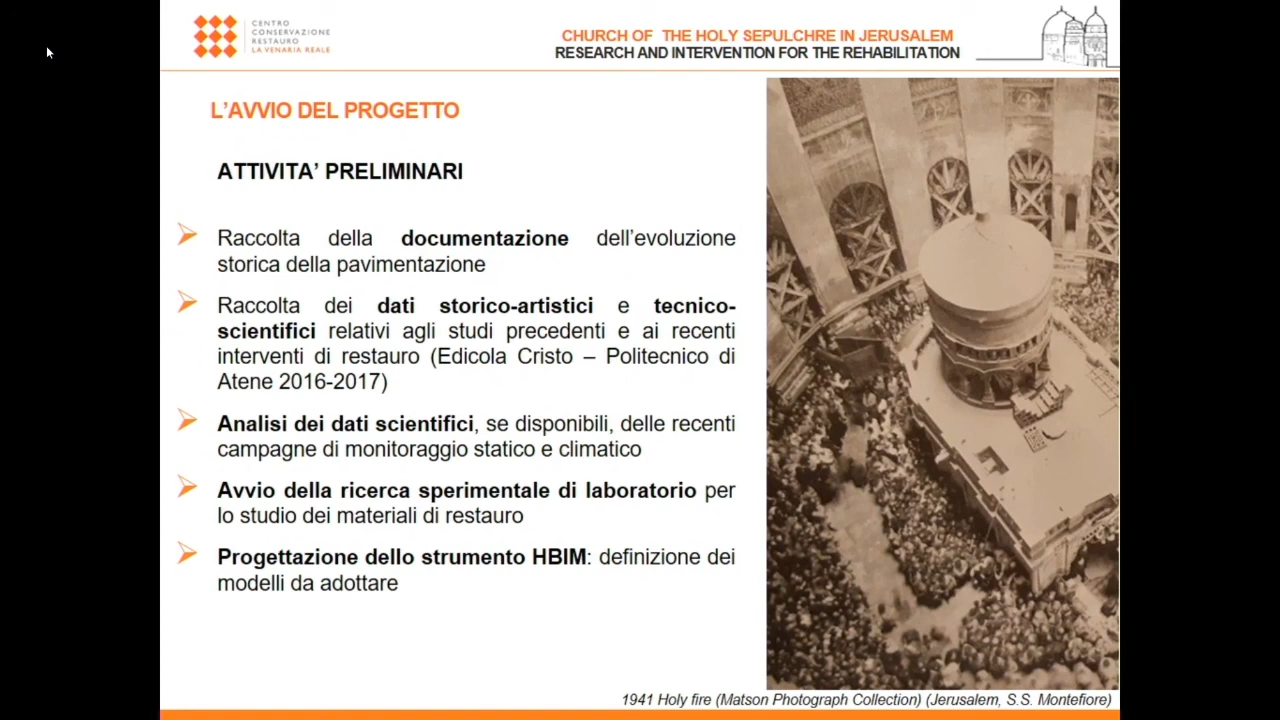 CENTRO
CONSERVAZIONE
RESTAURO
LA VENARIA REALE
CHURCH OF THE HOLY SEPULCHRE IN JERUSALEM
RESEARCH AND INTERVENTION FOR THE REHABILITATION
L'AVVIO DEL PROGETTO
ATTIVITA' PRELIMINARI
Raccolta della documentazione dell'evoluzione
storica della pavimentazione
Raccolta dei dati storico-artistici e tecnico-
scientifici relativi agli studi precedenti e ai recenti
interventi di restauro (Edicola Cristo – Politecnico di
Atene 2016-2017)
Analisi dei dati scientifici, se disponibili, delle recenti
campagne di monitoraggio statico e climatico
Avvio della ricerca sperimentale di laboratorio per
lo studio dei materiali di restauro
Progettazione dello strumento HBIM: definizione dei
modelli da adottare
1941 Holy fire (Matson Photograph Collection) (Jerusalem, S.S. Montefiore)